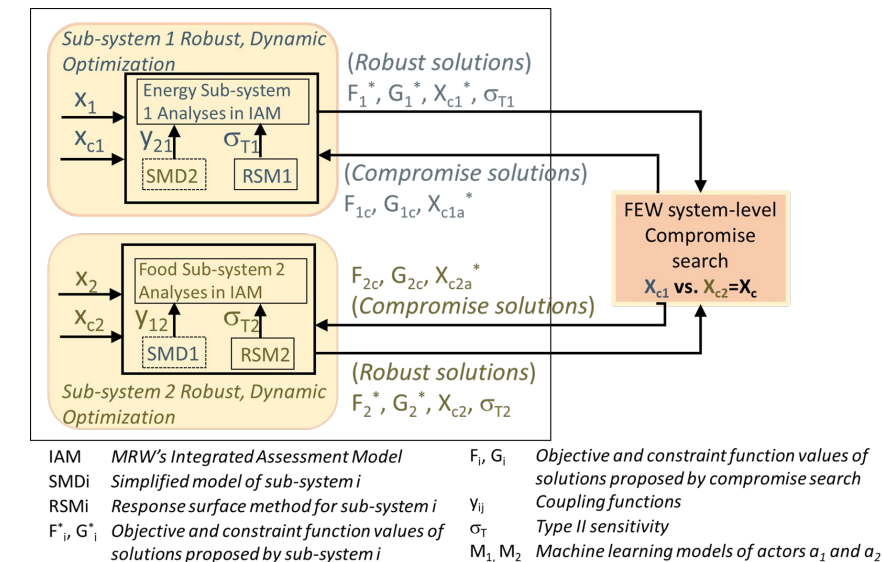 Sub-system 1 Robust, Dynamic
Optimization
Energy Sub-system
1 Analyses in IAM
x1
xc1
y21
σT1
SMD2
RSM1
(Robust solutions)
F1*, G1*, Xc1*, σT1
(Compromise solutions)
F1c, G1c, Xc1a*
FEW system-level
Compromise
search
Xc1 vs. Xc2=Xc
Food Sub-system 2
Analyses in IAM
x2
xc2
y12
σT2
SMD1
RSM2
Sub-system 2 Robust, Dynamic
Optimization
F2c, G2c, Xc2a*
(Compromise solutions)
(Robust solutions)
F2*, G2*, Xc2, σT2
IAM MRW's Integrated Assessment Model
SMDi Simplified model of sub-system i
RSMi Response surface method for sub-system i
F*i, G*i Objective and constraint function values of
solutions proposed by sub-system i
Fi, Gi Objective and constraint function values of
solutions proposed by compromise search
yij Coupling functions
σT Type II sensitivity
M1, M2 Machine learning models of actors a1 and a2